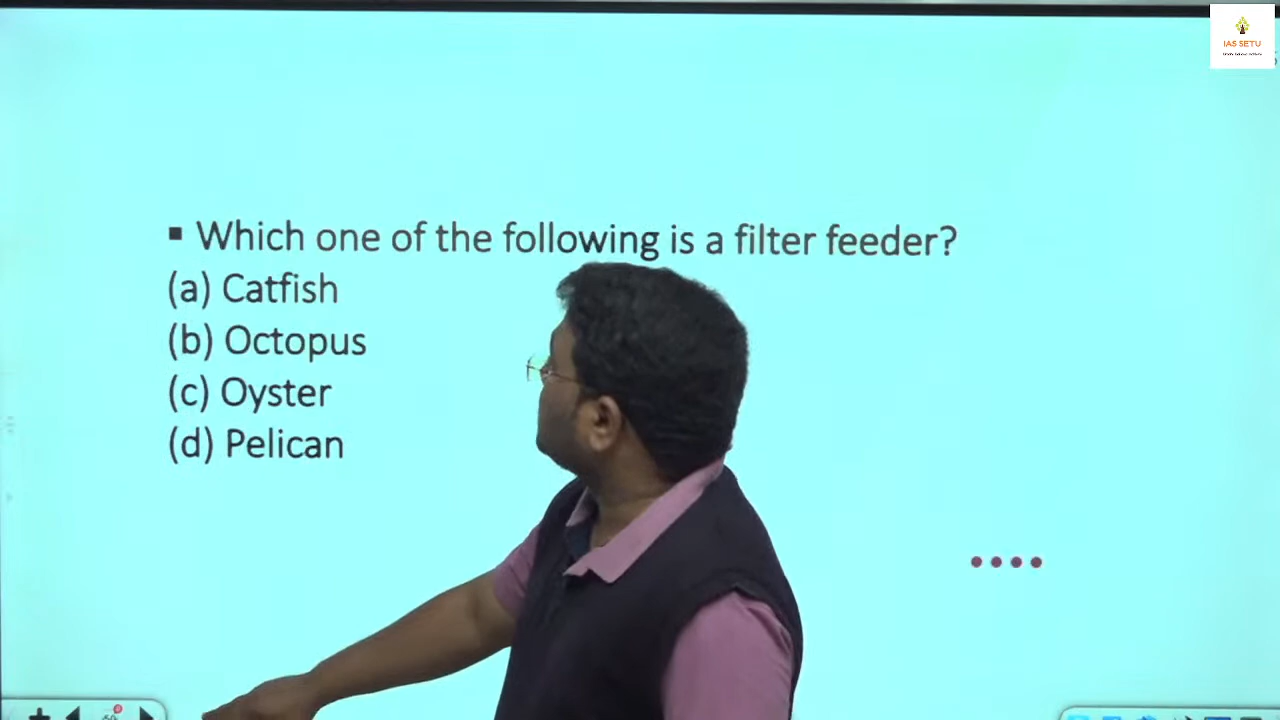 IAS SETU
▪ Which one of the following is a filter feeder?
(a) Catfish
(b) Octopus
(c) Oyster
(d) Pelican